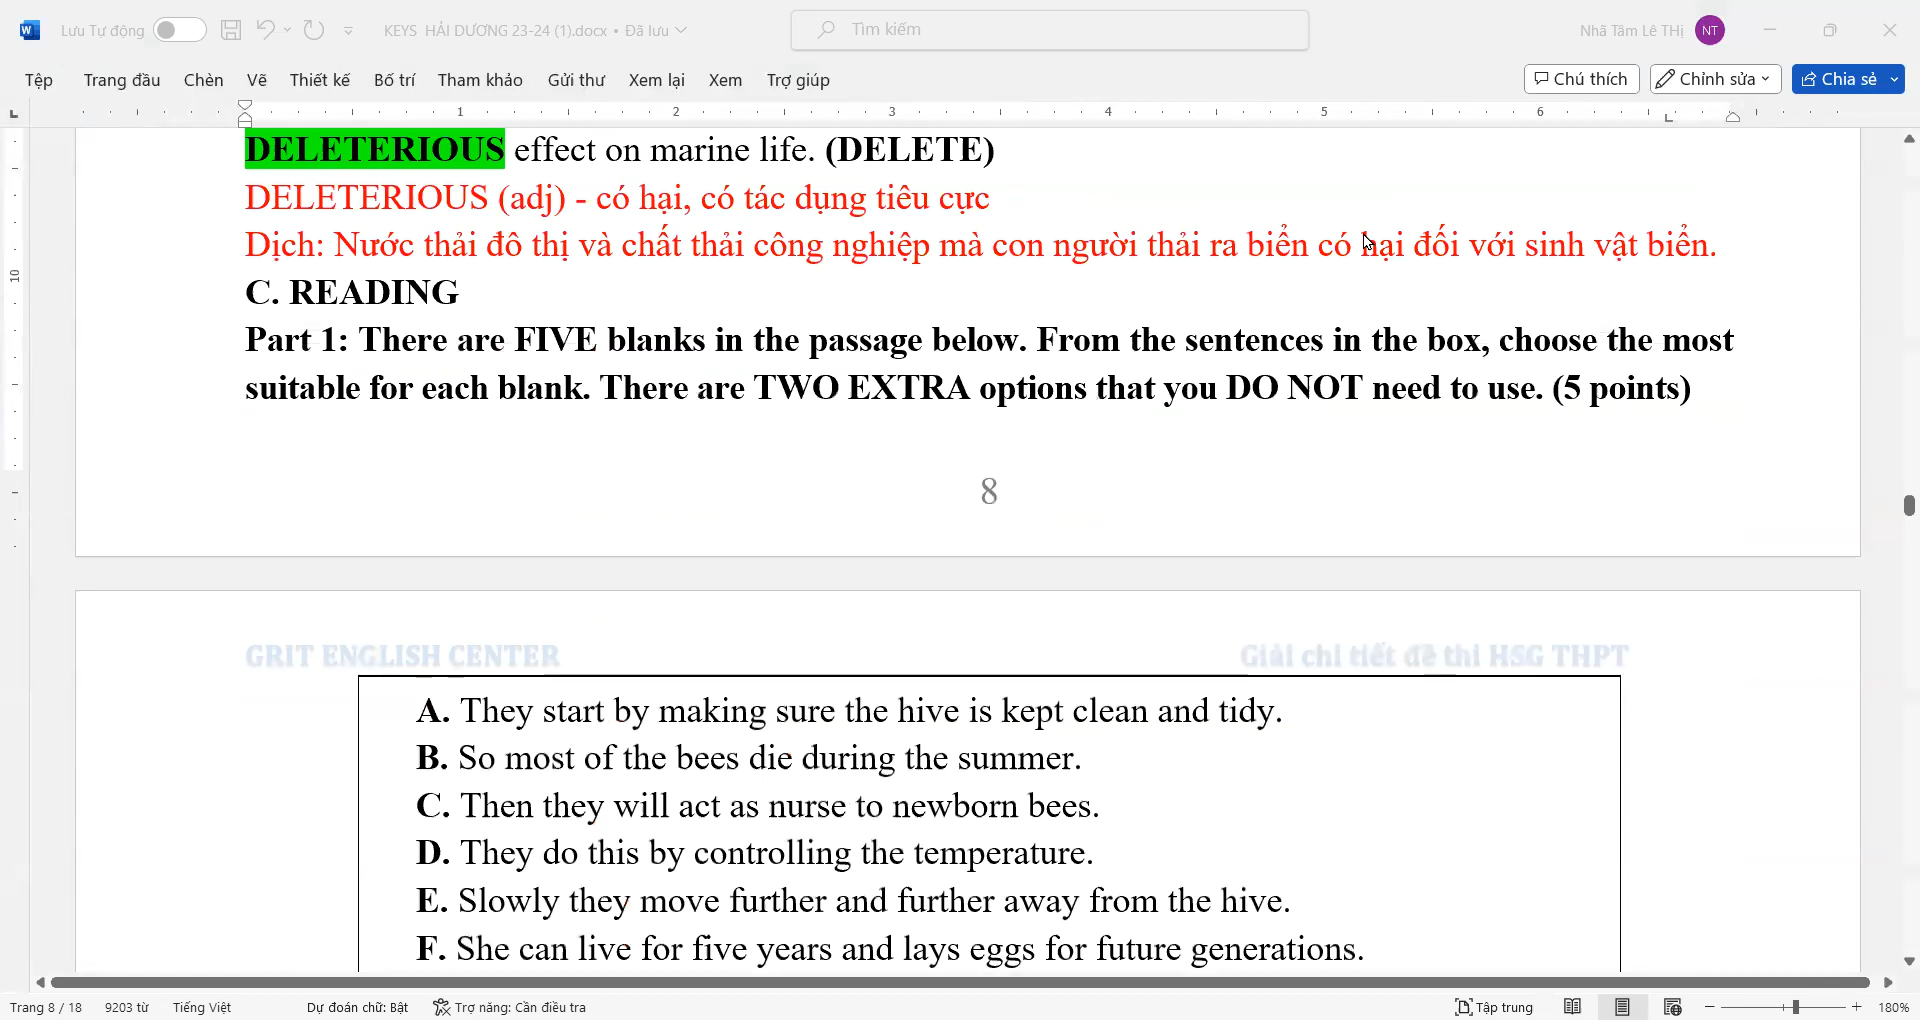 Lưu Tự động
KEYS HẢI DƯƠNG 23-24 (1).docx • Đã lưu
Tìm kiếm
Nhã Tâm Lê THị
NT
Tệp
Trang đầu
Chèn
Vẽ
Thiết kế
Bố trí
Tham khảo
Gửi thư
Xem lại
Xem
Trợ giúp
Chú thích
Chỉnh sửa
Chia sẻ
1 2 3 4 5 6
10
DELETERIOUS effect on marine life. (DELETE)
DELETERIOUS (adj) - có hại, có tác dụng tiêu cực
Dịch: Nước thải đô thị và chất thải công nghiệp mà con người thải ra biển có hại đối với sinh vật biển.
C. READING
Part 1: There are FIVE blanks in the passage below. From the sentences in the box, choose the most
suitable for each blank. There are TWO EXTRA options that you DO NOT need to use. (5 points)
8
GRIT ENGLISH CENTER
Giải chi tiết đề thi HSG THPT
A. They start by making sure the hive is kept clean and tidy.
B. So most of the bees die during the summer.
C. Then they will act as nurse to newborn bees.
D. They do this by controlling the temperature.
E. Slowly they move further and further away from the hive.
F. She can live for five years and lays eggs for future generations.
Trang 8 / 18
9203 từ
Tiếng Việt
Dự đoán chữ: Bật
Trợ năng: Cần điều tra
Tập trung
180%